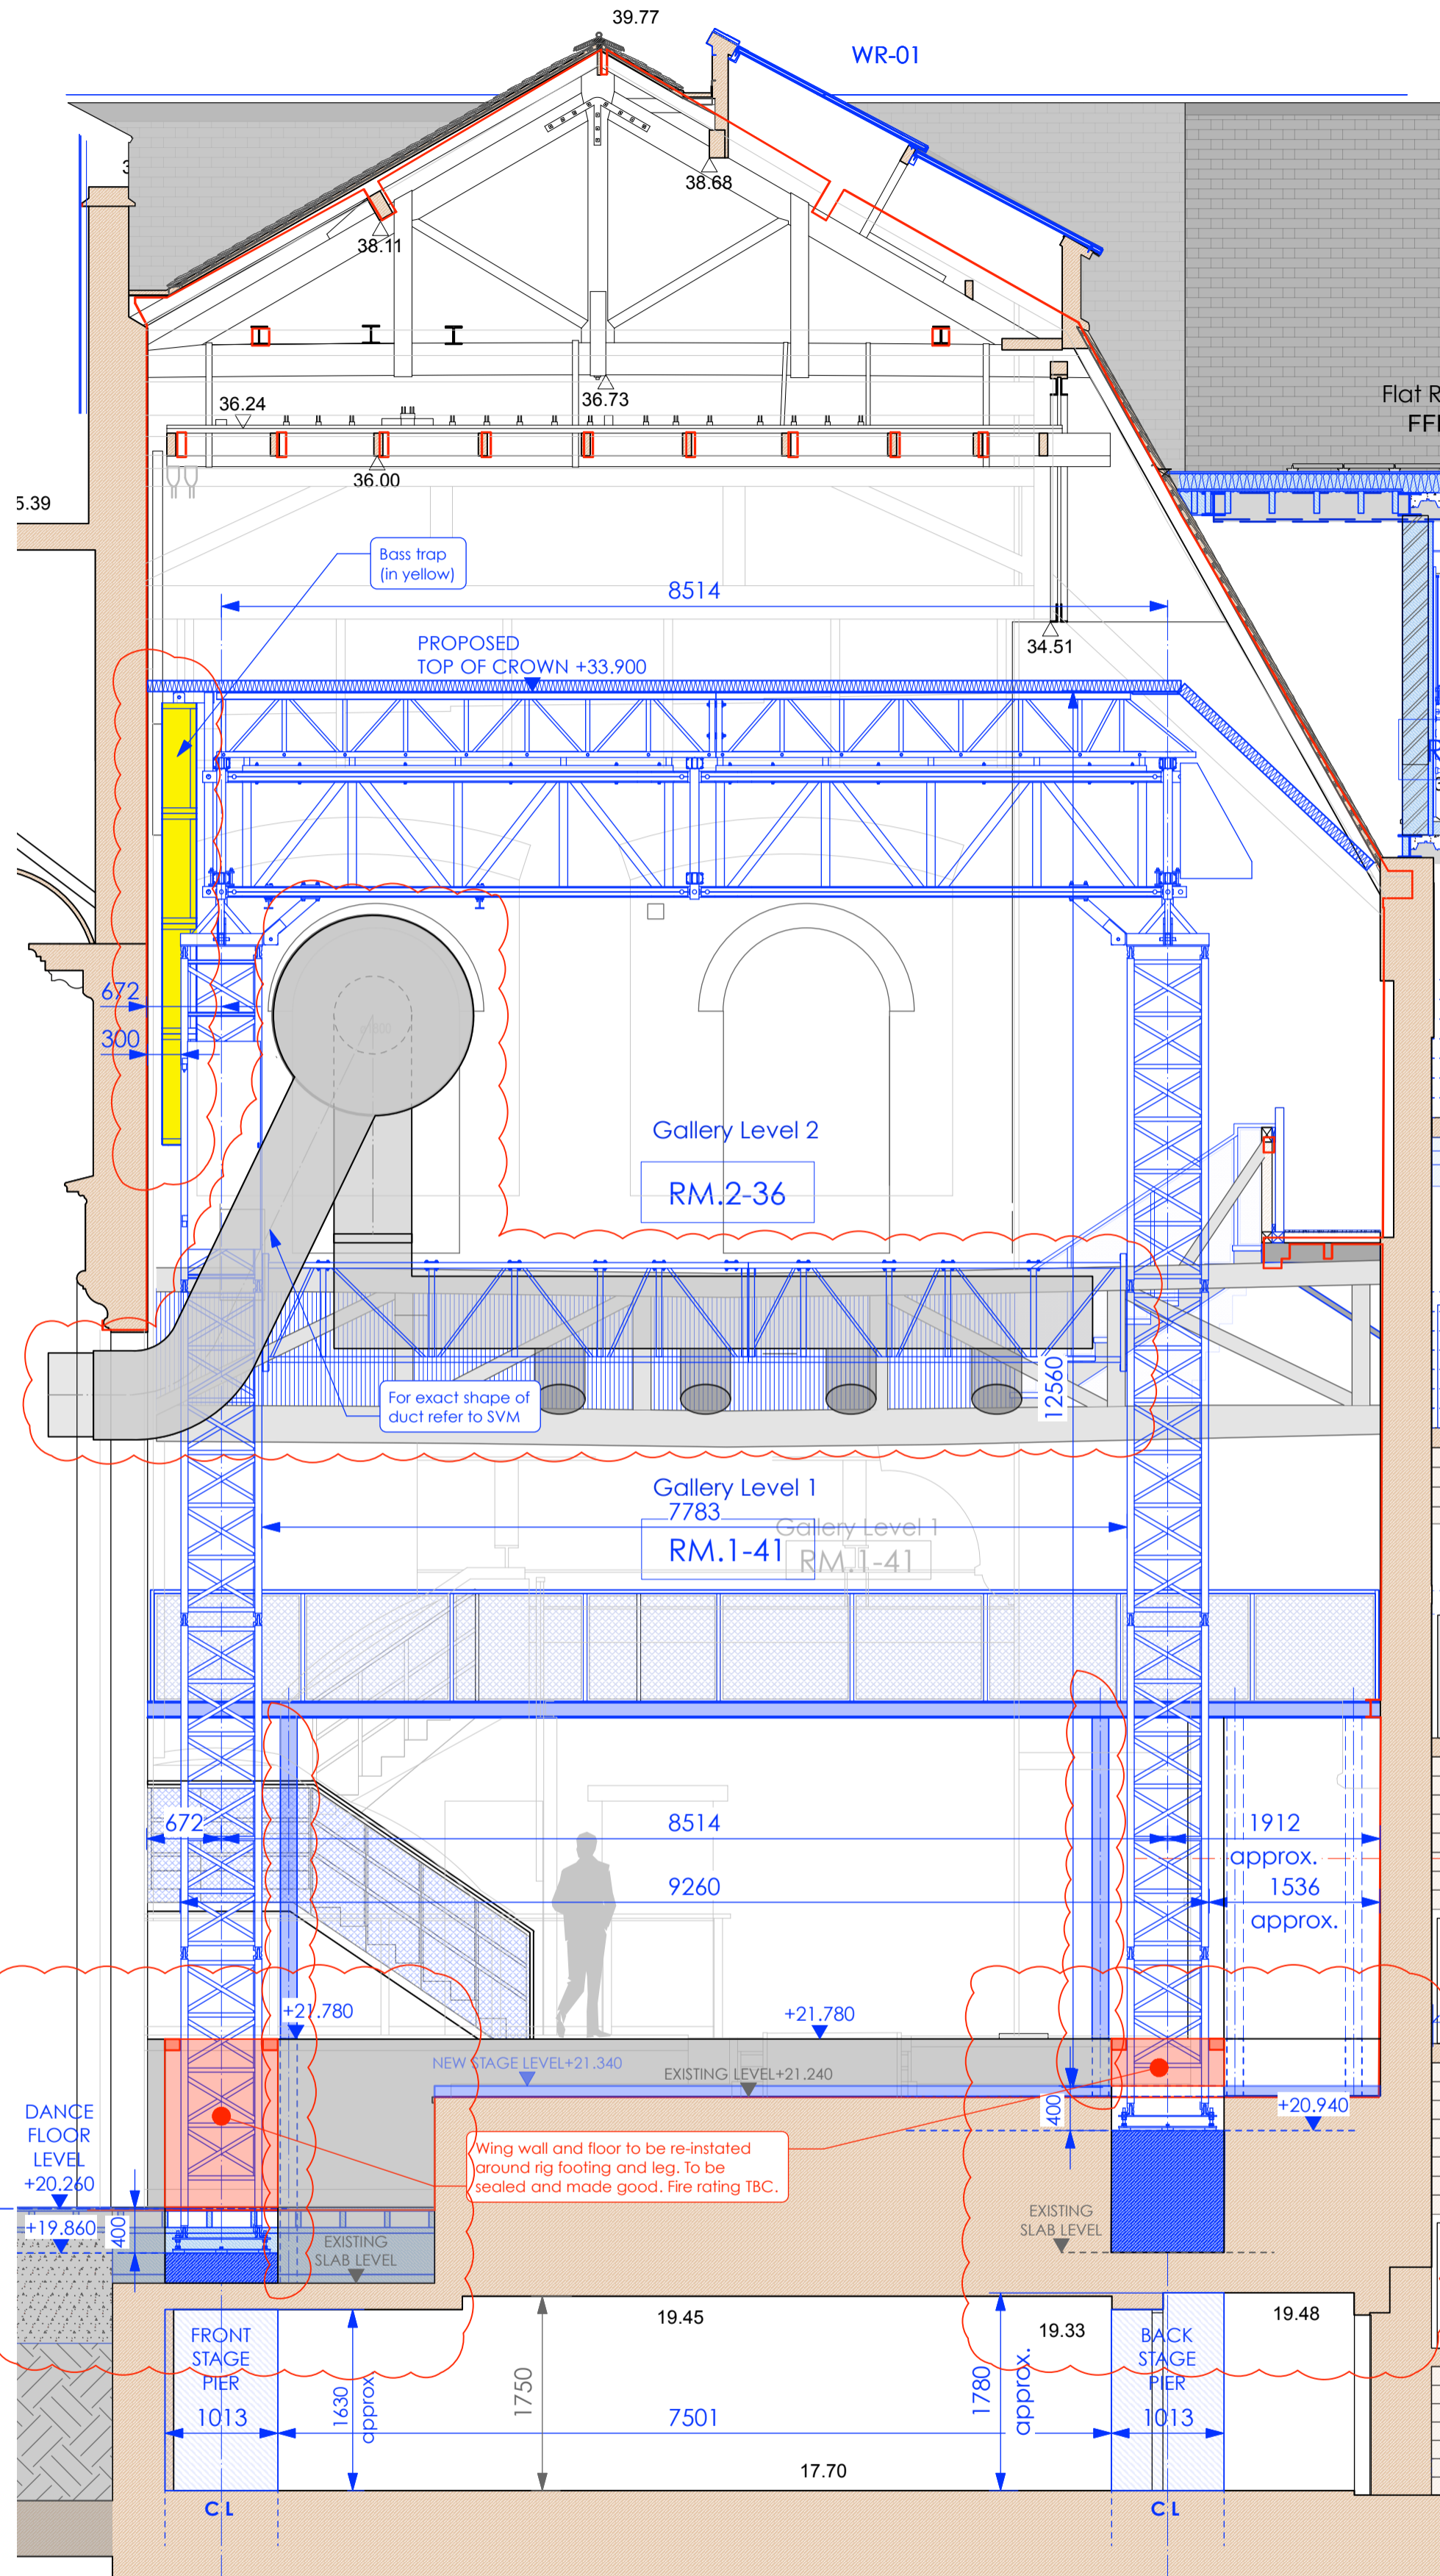 39.77
WR-01
38.68
38.11
36.24
36.73
Flat R
FFI
36.00
5.39
Bass trap
(in yellow)
8514
34.51
PROPOSED
TOP OF CROWN +33.900
672
300
Gallery Level 2
RM.2-36
12560
For exact shape of
duct refer to SVM
Gallery Level 1
7783
Gallery Level 1
RM.1-41
RM.1-41
672
8514
1912
approx.
9260
1536
approx.
+21.780
+21.780
NEW STAGE LEVEL+21.340
EXISTING LEVEL+21.240
DANCE
FLOOR
LEVEL
+20.260
400
+20.940
Wing wall and floor to be re-instated
around rig footing and leg. To be
sealed and made good. Fire rating TBC.
+19.860
400
EXISTING
SLAB LEVEL
EXISTING
SLAB LEVEL
19.45
19.33
19.48
FRONT
STAGE
PIER
BACK
STAGE
PIER
1630
approx
1750
1780
approx.
1013
7501
1013
17.70
CL
CL